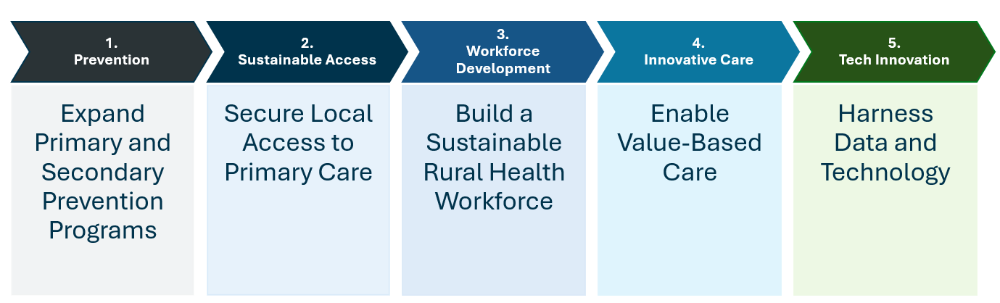 1.
Prevention
Expand
Primary and
Secondary
Prevention
Programs
2.
Sustainable Access
Secure Local
Access to
Primary Care
3.
Workforce
Development
Build a
Sustainable
Rural Health
Workforce
4.
Innovative Care
Enable
Value-Based
Care
5.
Tech Innovation
Harness
Data and
Technology